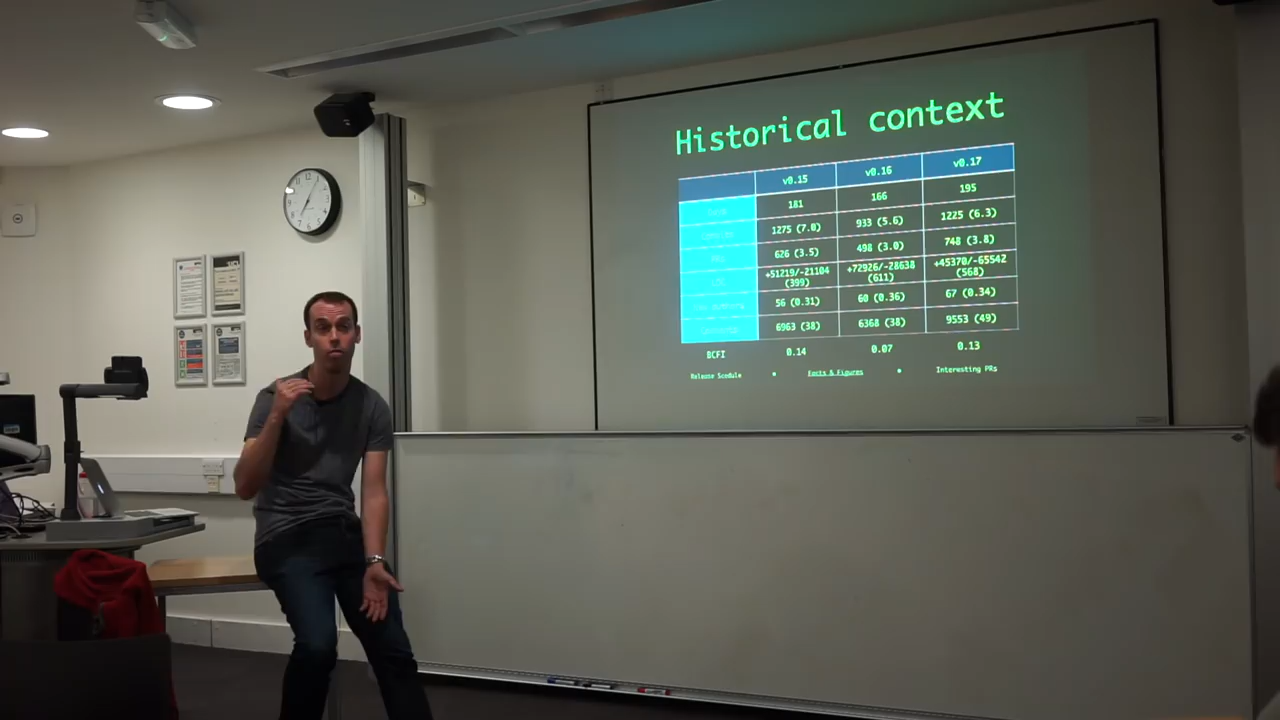 Historical context
v0.15 v0.16 v0.17
181 166 195
1275 (7.0) 933 (5.6) 1225 (6.3)
PRs 626 (3.5) 498 (3.0) 748 (3.8)
LOC +51219/-21104 (399) +72926/-28638 (611) +45370/-65542 (568)
56 (0.31) 60 (0.36) 67 (0.34)
6963 (38) 6368 (38) 9553 (49)
BCFI 0.14 0.07 0.13
Release Scedule • Facts & Figures • Interesting PRs